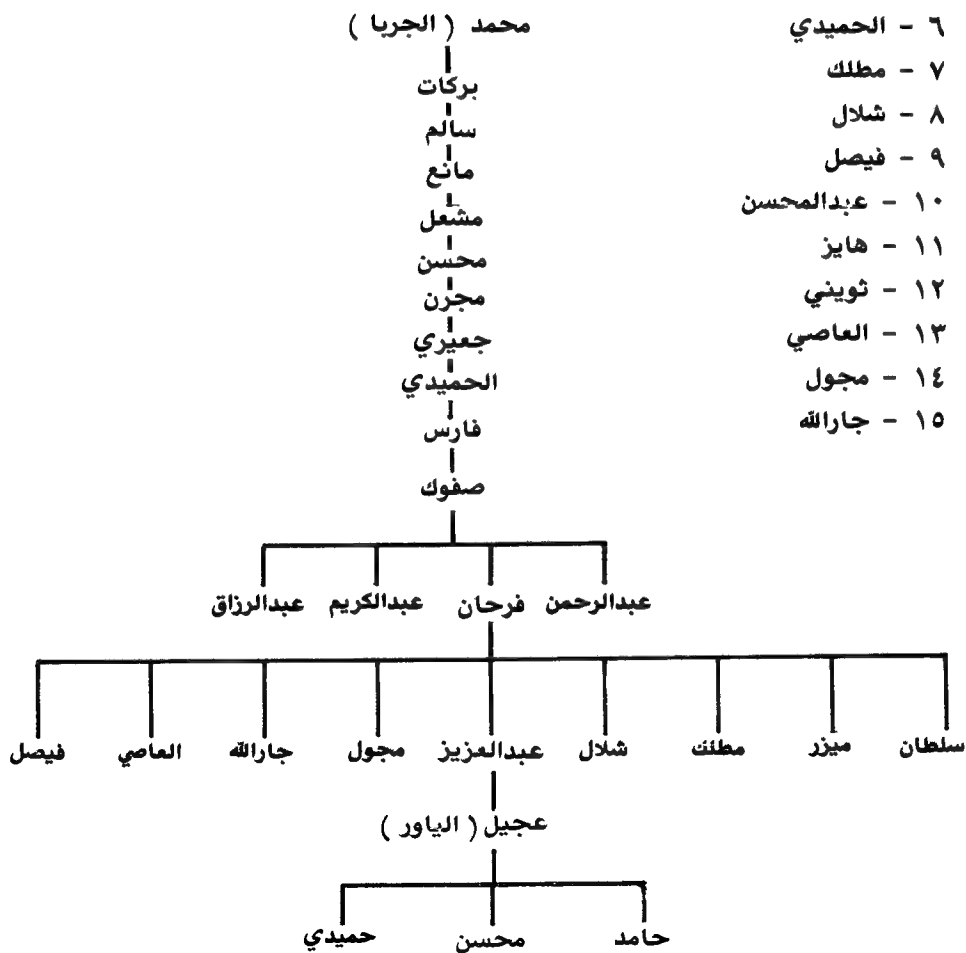 ٦ - الحميدي
٧ - مطلك
٨ - شلال
٩ - فيصل
١٠ - عبدالمحسن
١١ - هايز
١٢ - ثويني
١٣ - العاصي
١٤ - مجول
١٥ - جارالله
محمد ( الجربا )
بركات
سالم
مانع
مشعل
محسن
مجرن
جعيري
الحميدي
فارس
صفوك
عبدالرحمن فرحان عبدالكريم عبدالرزاق
سلطان ميزر مطلك شلال عبدالعزيز مجول جارالله العاصي فيصل
عجيل ( الياور )
حامد محسن حميدي